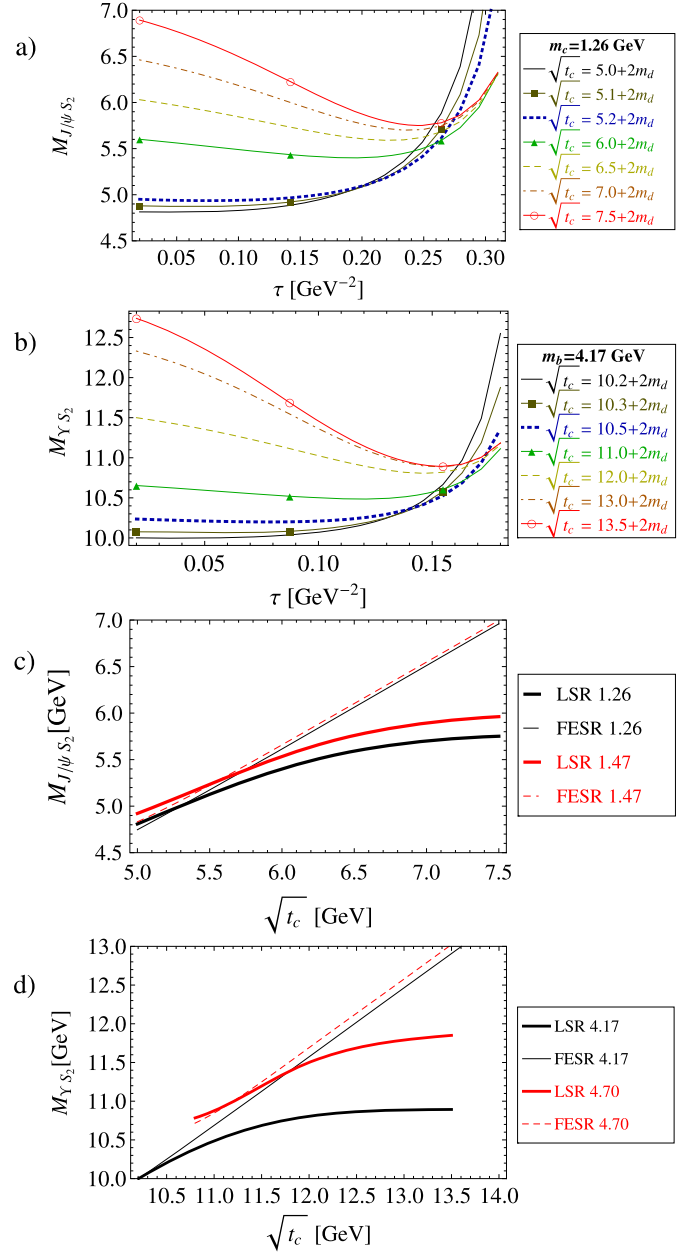 a)
M_{J/ψ S_2}
7.0
6.5
6.0
5.5
5.0
4.5
0.05 0.10 0.15 0.20 0.25 0.30
τ [GeV^{-2}]
m_c=1.26 GeV
√t_c = 5.0+2m_d
√t_c = 5.1+2m_d
√t_c = 5.2+2m_d
√t_c = 6.0+2m_d
√t_c = 6.5+2m_d
√t_c = 7.0+2m_d
√t_c = 7.5+2m_d
b)
M_{Υ S_2}
12.5
12.0
11.5
11.0
10.5
10.0
0.05 0.10 0.15
τ [GeV^{-2}]
m_b=4.17 GeV
√t_c = 10.2+2m_d
√t_c = 10.3+2m_d
√t_c = 10.5+2m_d
√t_c = 11.0+2m_d
√t_c = 12.0+2m_d
√t_c = 13.0+2m_d
√t_c = 13.5+2m_d
c)
M_{J/ψ S_2} [GeV]
7.0
6.5
6.0
5.5
5.0
4.5
5.0 5.5 6.0 6.5 7.0 7.5
√t_c [GeV]
LSR 1.26
FESR 1.26
LSR 1.47
FESR 1.47
d)
M_{Υ S_2}[GeV]
13.0
12.5
12.0
11.5
11.0
10.5
10.0
10.5 11.0 11.5 12.0 12.5 13.0 13.5 14.0
√t_c [GeV]
LSR 4.17
FESR 4.17
LSR 4.70
FESR 4.70